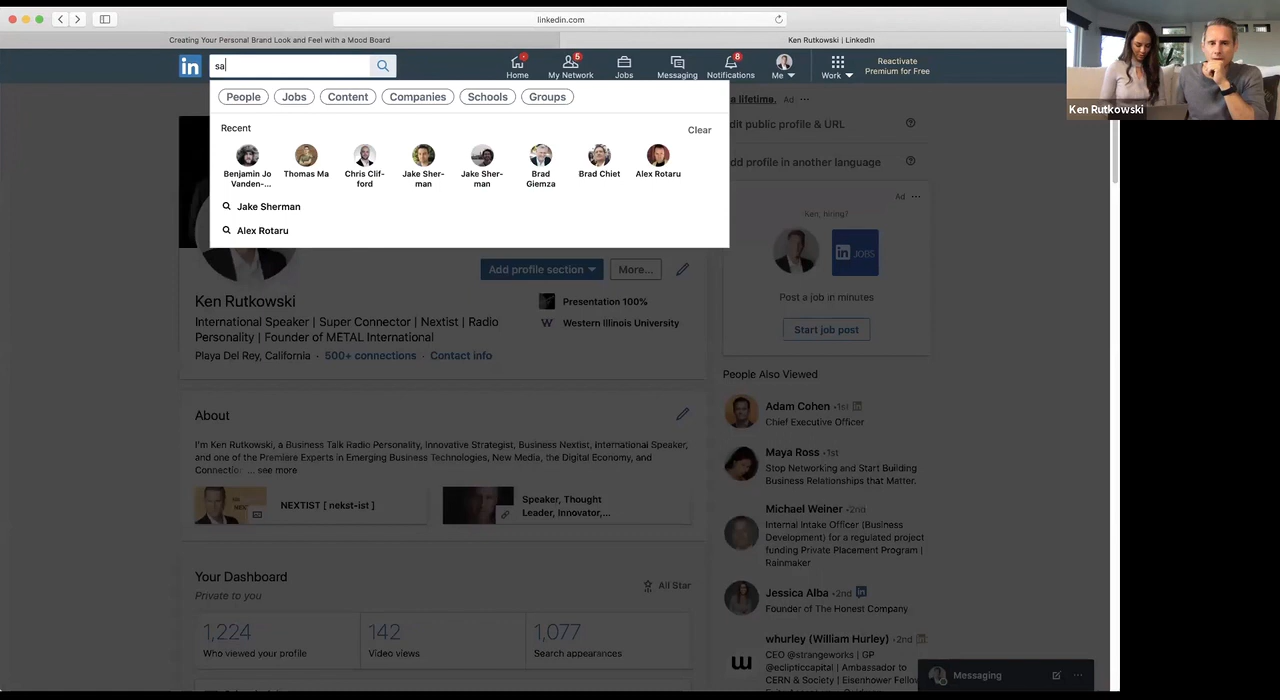 linkedin.com
Creating Your Personal Brand Look and Feel with a Mood Board
Ken Rutkowski | LinkedIn
in
sa
Home
5
My Network
Jobs
Messaging
8
Notifications
Me
Work
Reactivate
Premium for Free
Ken Rutkowski
People
Jobs
Content
Companies
Schools
Groups
Recent
Clear
Benjamin Jo
Vanden-...
Thomas Ma
Chris Clif-
ford
Jake Sher-
man
Jake Sher-
man
Brad
Giemza
Brad Chiet
Alex Rotaru
Jake Sherman
Alex Rotaru
a lifetime. Ad ...
dit public profile & URL
dd profile in another language
Add profile section
More...
Ken Rutkowski
International Speaker | Super Connector | Nextist | Radio
Personality | Founder of METAL International
Playa Del Rey, California · 500+ connections · Contact info
Presentation 100%
W Western Illinois University
Ad ...
Ken, hiring?
in JOBS
Post a job in minutes
Start job post
About
I'm Ken Rutkowski, a Business Talk Radio Personality, Innovative Strategist, Business Nextist, International Speaker,
and one of the Premiere Experts in Emerging Business Technologies, New Media, the Digital Economy, and
Connectio ... see more
NEXTIST [ nekst-ist ]
Speaker, Thought
Leader, Innovator,...
Your Dashboard
Private to you
All Star
1,224
Who viewed your profile
142
Video views
1,077
Search appearances
People Also Viewed
Adam Cohen · 1st in
Chief Executive Officer
Maya Ross · 1st
Stop Networking and Start Building
Business Relationships that Matter.
Michael Weiner · 2nd
Internal Intake Officer (Business
Development) for a regulated project
funding Private Placement Program |
Rainmaker
Jessica Alba · 2nd in
Founder of The Honest Company
w
whurley (William Hurley) · 2nd in
CEO @strangeworks | GP
@eclipticcapital | Ambassador to
CERN & Society | Eisenhower Fellow
Messaging